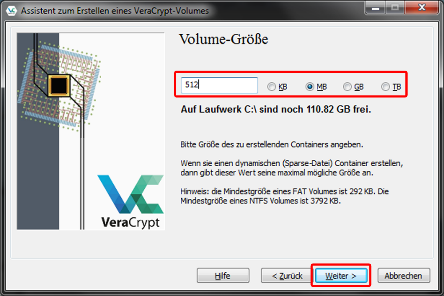 Assistent zum Erstellen eines VeraCrypt-Volumes
Volume-Größe
512 KB MB GB TB
Auf Laufwerk C:\ sind noch 110.82 GB frei.
Bitte Größe des zu erstellenden Containers angeben.
Wenn sie einen dynamischen (Sparse-Datei) Container erstellen,
dann gibt dieser Wert seine maximal mögliche Größe an.
Hinweis: die Mindestgröße eines FAT Volumes ist 292 KB. Die
Mindestgröße eines NTFS Volumes ist 3792 KB.
VeraCrypt
Hilfe < Zurück Weiter > Abbrechen